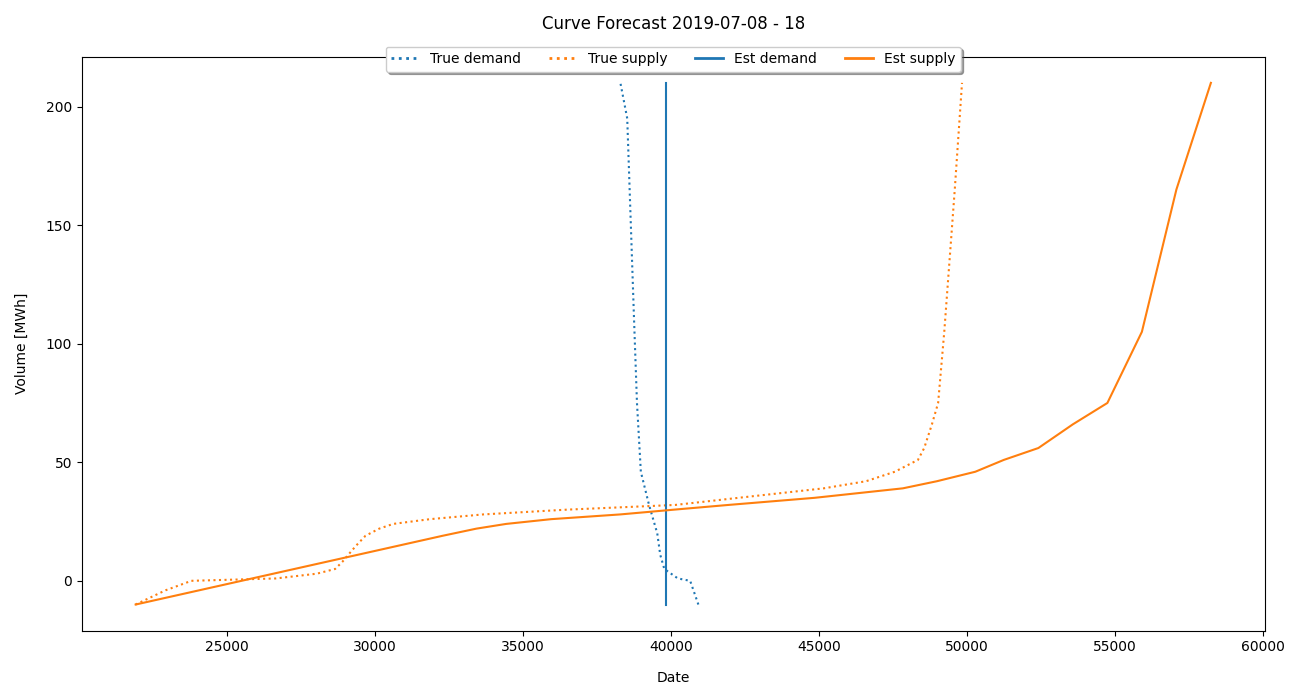 Curve Forecast 2019-07-08 - 18
True demand True supply Est demand Est supply
200
150
100
50
0
Volume [MWh]
25000 30000 35000 40000 45000 50000 55000 60000
Date